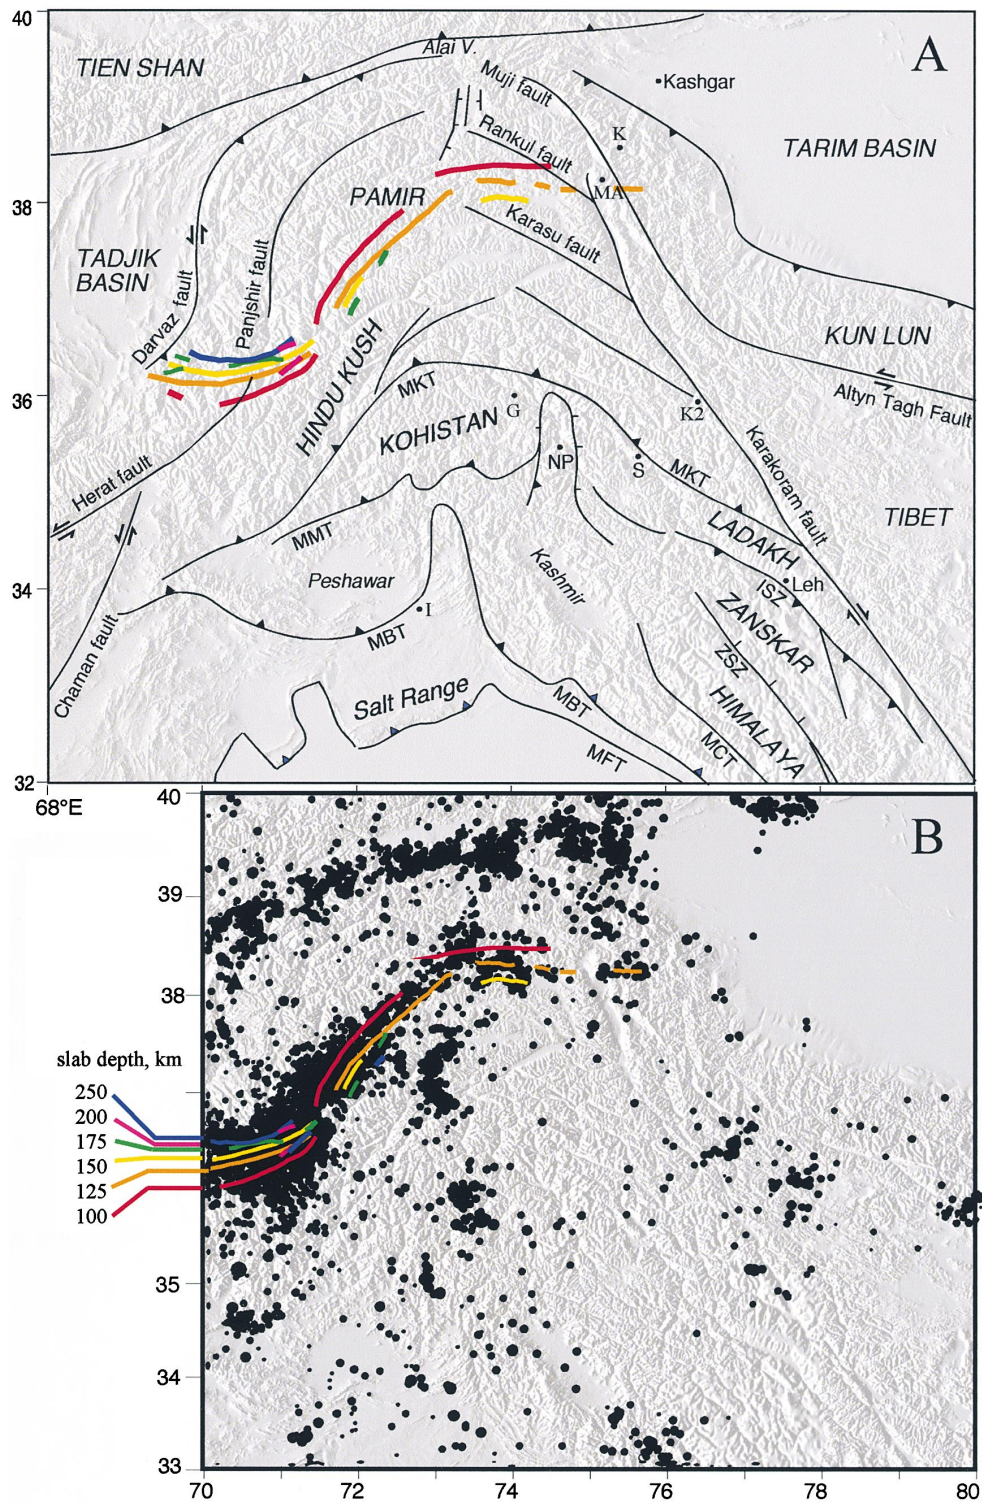 40
A
TIEN SHAN
Alai V.
Muji fault
Kashgar
K
Rankul fault
TARIM BASIN
MA
38
PAMIR
Karasu fault
TADJIK
BASIN
Darvaz fault
Panjshir fault
KUN LUN
HINDU KUSH
MKT
36
G
K2
Altyn Tagh Fault
KOHISTAN
NP
S
MKT
Karakoram fault
Herat fault
TIBET
LADAKH
MMT
Peshawar
Kashmir
34
Leh
ISZ
I
ZANSKAR
MBT
Chaman fault
ZSZ
Salt Range
MBT
HIMALAYA
MFT
MCT
32
68°E
40
B
39
38
slab depth, km
250
200
175
150
125
100
35
34
33
70
72
74
76
78
80